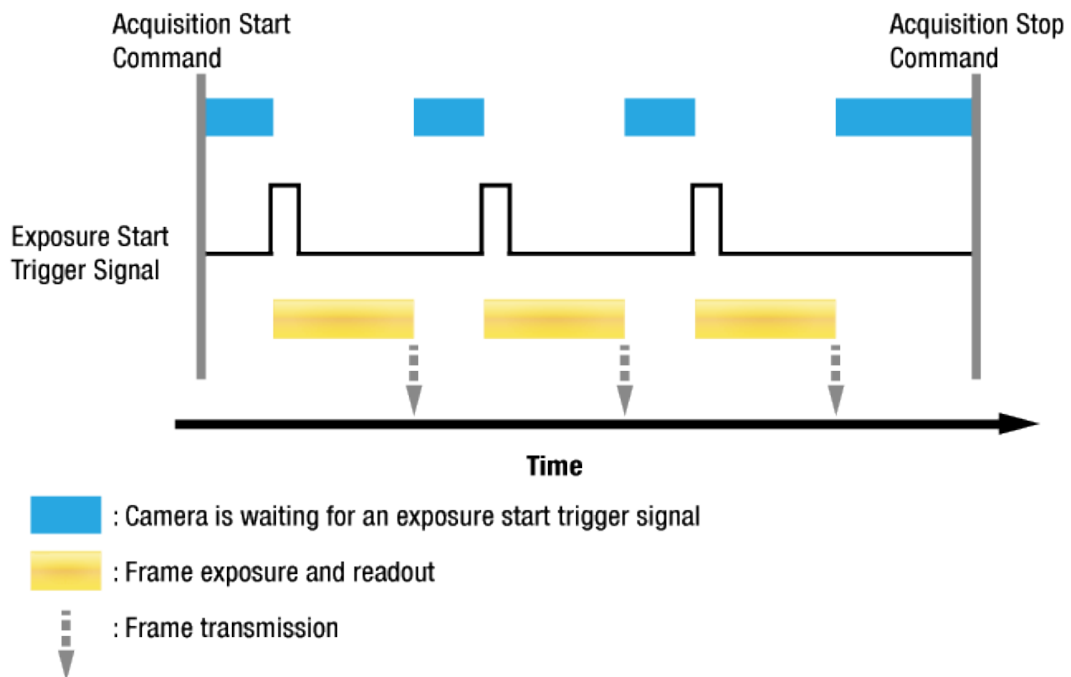 Acquisition Start
Command
Acquisition Stop
Command
Exposure Start
Trigger Signal
Time
: Camera is waiting for an exposure start trigger signal
: Frame exposure and readout
: Frame transmission